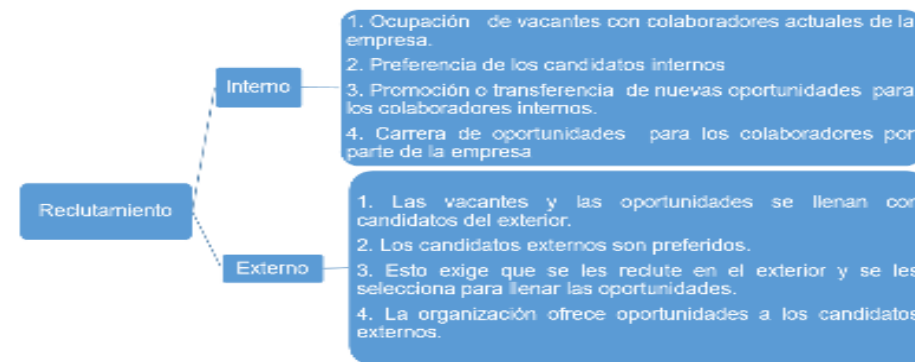 Reclutamiento
Interno
1. Ocupación de vacantes con colaboradores actuales de la
empresa.
2. Preferencia de los candidatos internos
3. Promoción o transferencia de nuevas oportunidades para
los colaboradores internos.
4. Carrera de oportunidades para los colaboradores por
parte de la empresa
Externo
1. Las vacantes y las oportunidades se llenan con
candidatos del exterior.
2. Los candidatos externos son preferidos.
3. Esto exige que se les reclute en el exterior y se les
selecciona para llenar las oportunidades.
4. La organización ofrece oportunidades a los candidatos
externos.